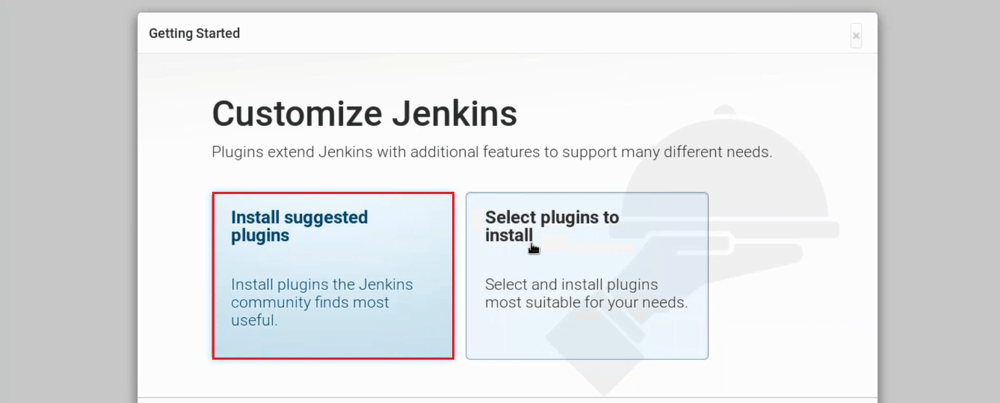 Getting Started
×
Customize Jenkins
Plugins extend Jenkins with additional features to support many different needs.
Install suggested
plugins
Install plugins the Jenkins
community finds most
useful.
Select plugins to
install
Select and install plugins
most suitable for your needs.